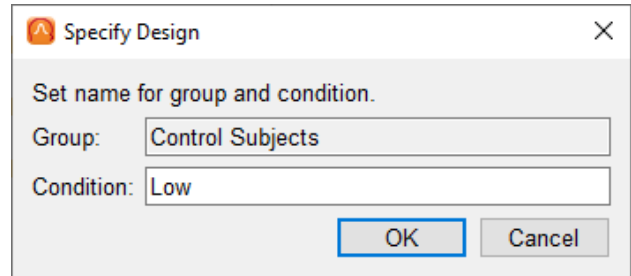 Specify Design
Set name for group and condition.
Group: Control Subjects
Condition: Low
OK Cancel